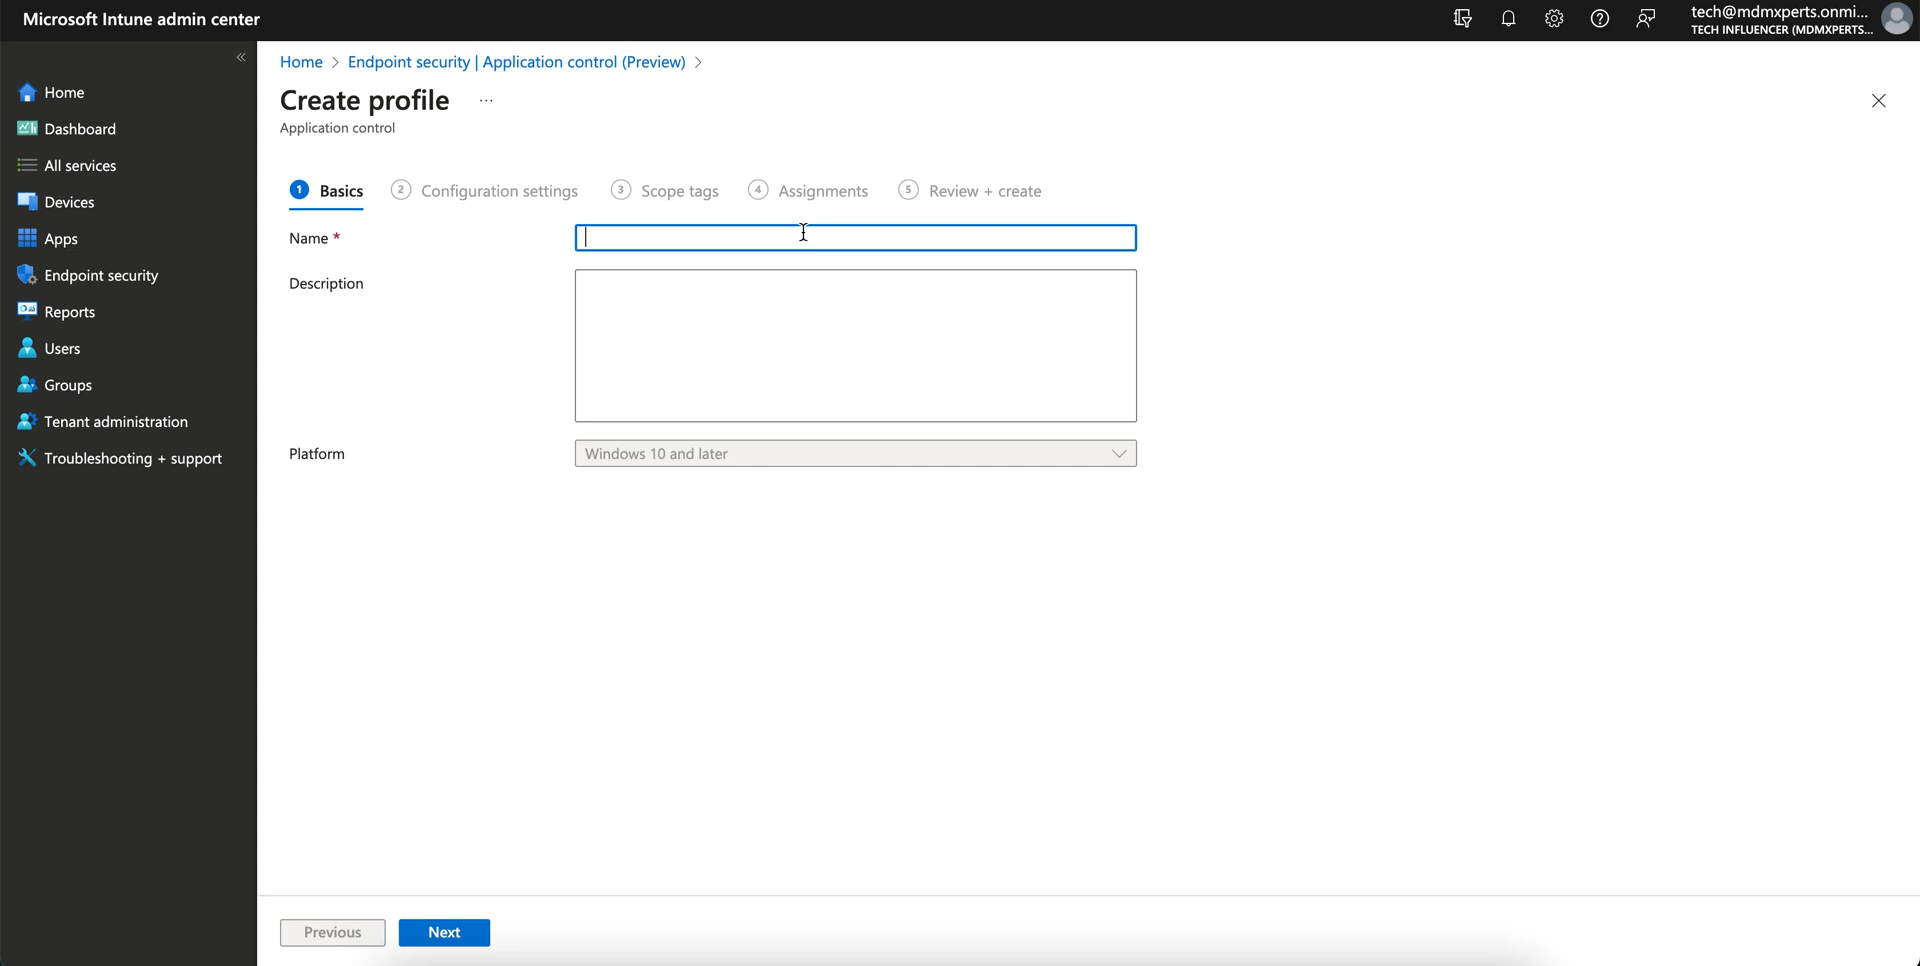 Microsoft Intune admin center
tech@mdmxperts.onmi...
TECH INFLUENCER (MDMXPERTS...
«
Home
Dashboard
All services
Devices
Apps
Endpoint security
Reports
Users
Groups
Tenant administration
Troubleshooting + support
Home > Endpoint security | Application control (Preview) >
Create profile ...
Application control
1 Basics 2 Configuration settings 3 Scope tags 4 Assignments 5 Review + create
Name *
Description
Platform Windows 10 and later
Previous Next